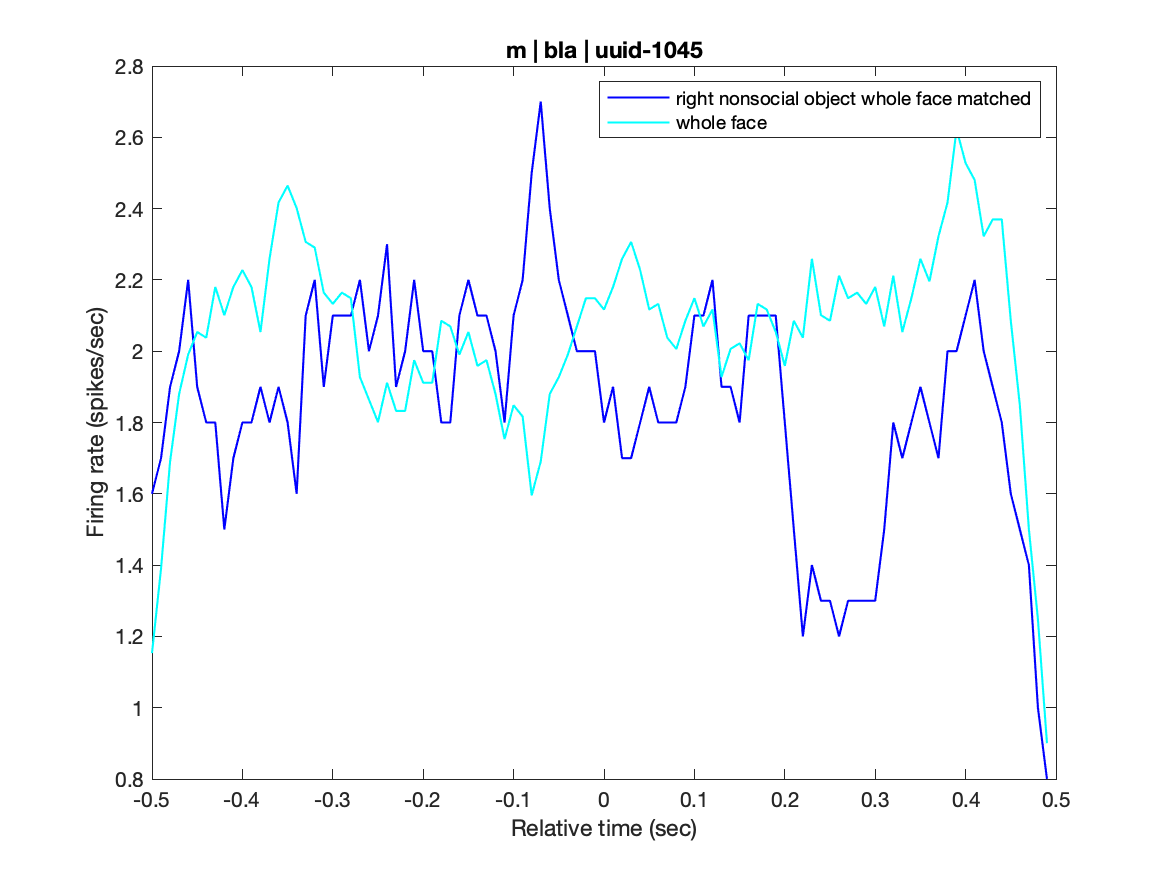 m | bla | uuid-1045
right nonsocial object whole face matched
whole face
2.8
2.6
2.4
2.2
2
1.8
1.6
1.4
1.2
1
0.8
Firing rate (spikes/sec)
-0.5 -0.4 -0.3 -0.2 -0.1 0 0.1 0.2 0.3 0.4 0.5
Relative time (sec)